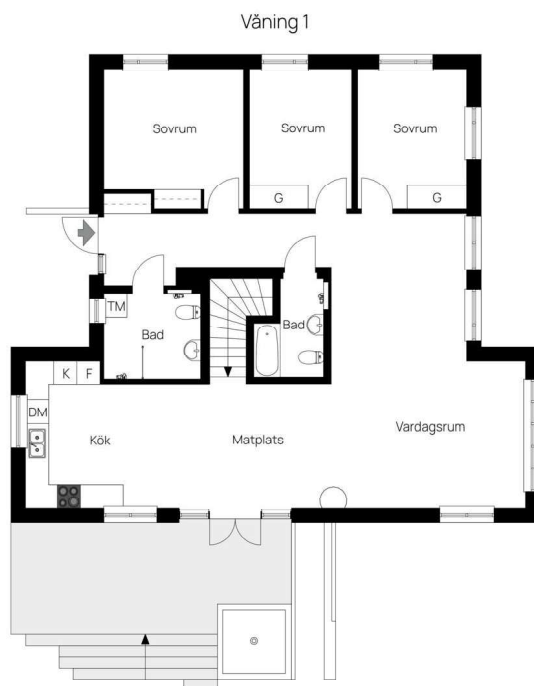 Våning 1
Sovrum
Sovrum
Sovrum
G
G
TM
Bad
Bad
K F
DM
Kök
Matplats
Vardagsrum